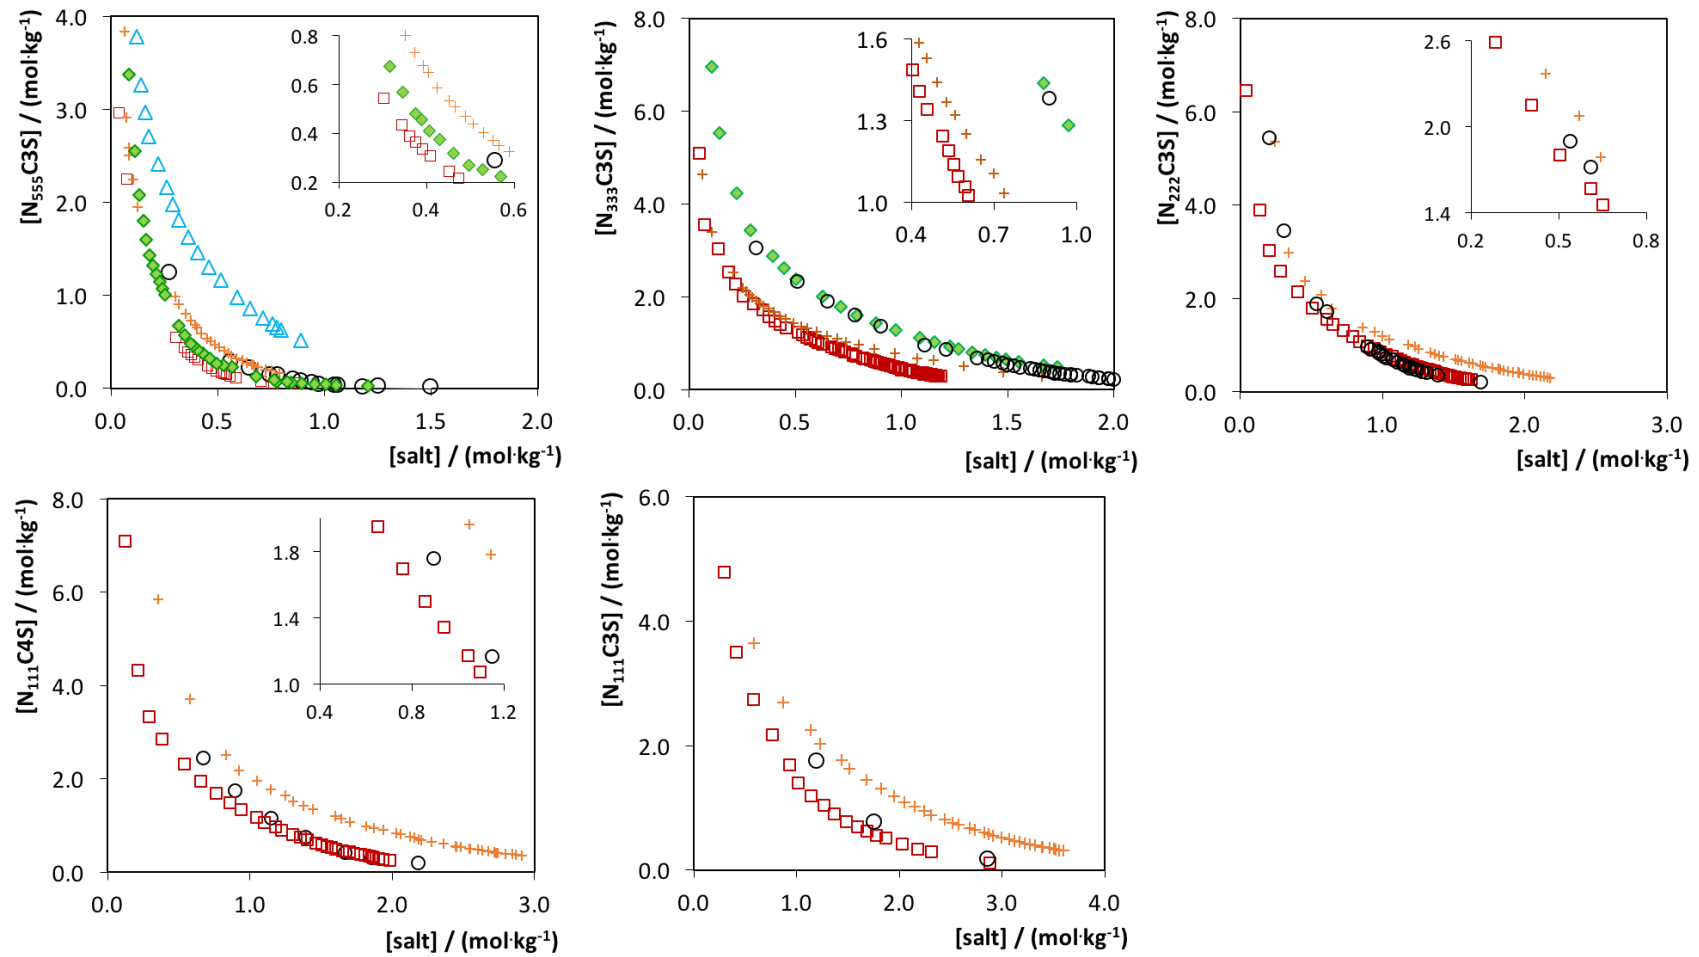 4.0
3.0
2.0
1.0
0.0
0.0 0.5 1.0 1.5 2.0
[N555C3S] / (mol·kg-1)
[salt] / (mol·kg-1)
0.8
0.6
0.4
0.2
0.2 0.4 0.6
8.0
6.0
4.0
2.0
0.0
0.0 0.5 1.0 1.5 2.0
[N333C3S] / (mol·kg-1)
[salt] / (mol·kg-1)
1.6
1.3
1.0
0.4 0.7 1.0
8.0
6.0
4.0
2.0
0.0
0.0 1.0 2.0 3.0
[N222C3S] / (mol·kg-1)
[salt] / (mol·kg-1)
2.6
2.0
1.4
0.2 0.5 0.8
8.0
6.0
4.0
2.0
0.0
0.0 1.0 2.0 3.0
[N111C4S] / (mol·kg-1)
[salt] / (mol·kg-1)
1.8
1.4
1.0
0.4 0.8 1.2
6.0
4.0
2.0
0.0
0.0 1.0 2.0 3.0 4.0
[N111C3S] / (mol·kg-1)
[salt] / (mol·kg-1)